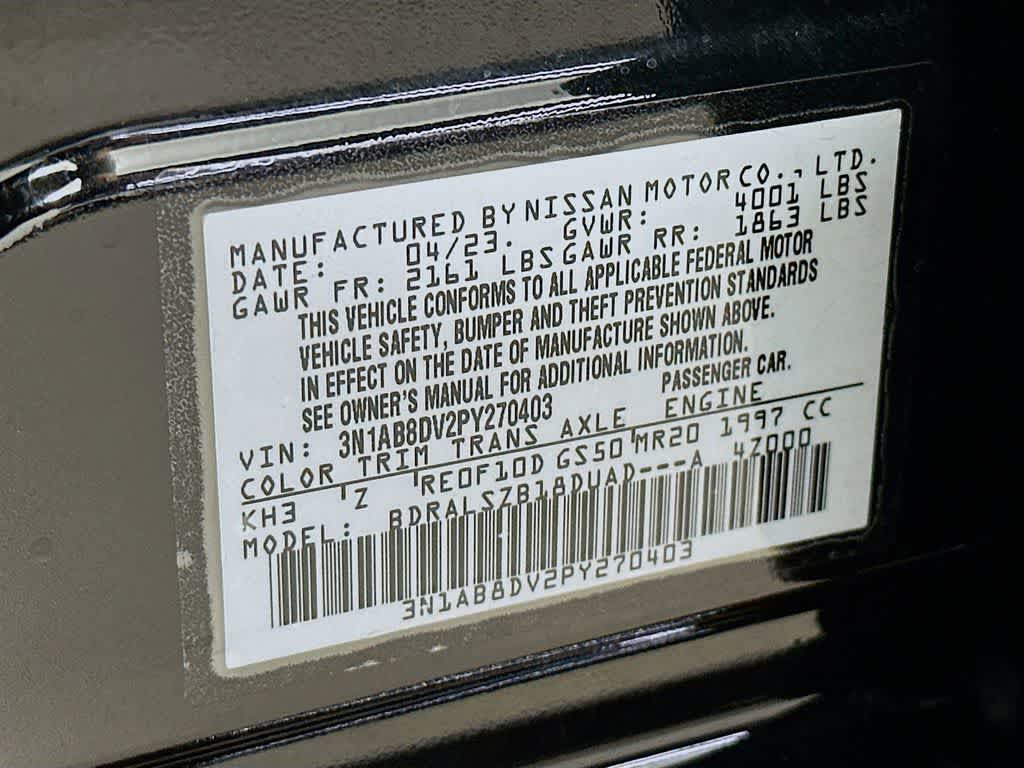 MANUFACTURED BY NISSAN MOTOR CO., LTD.
DATE: 04/23. GVWR: 4001 LBS
GAWR FR: 2161 LBS GAWR RR: 1863 LBS
THIS VEHICLE CONFORMS TO ALL APPLICABLE FEDERAL MOTOR
VEHICLE SAFETY, BUMPER AND THEFT PREVENTION STANDARDS
IN EFFECT ON THE DATE OF MANUFACTURE SHOWN ABOVE.
SEE OWNER'S MANUAL FOR ADDITIONAL INFORMATION.
VIN: 3N1AB8DV2PY270403 PASSENGER CAR.
COLOR TRIM TRANS AXLE ENGINE
KH3 'Z 'RE0F10D GS50'MR20 1997 CC
MODEL: BDRALSZB18DUAD---A 4Z000
3N1AB8DV2PY270403